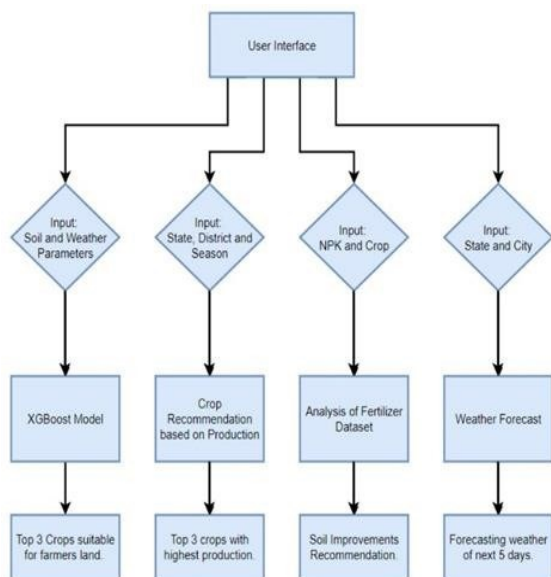 User Interface
Input:
Soil and Weather
Parameters
Input:
State, District and
Season
Input:
NPK and Crop
Input:
State and City
XGBoost Model
Crop
Recommendation
based on Production
Analysis of Fertilizer
Dataset
Weather Forecast
Top 3 Crops suitable
for farmers land.
Top 3 crops with
highest production.
Soil Improvements
Recommendation.
Forecasting weather
of next 5 days.